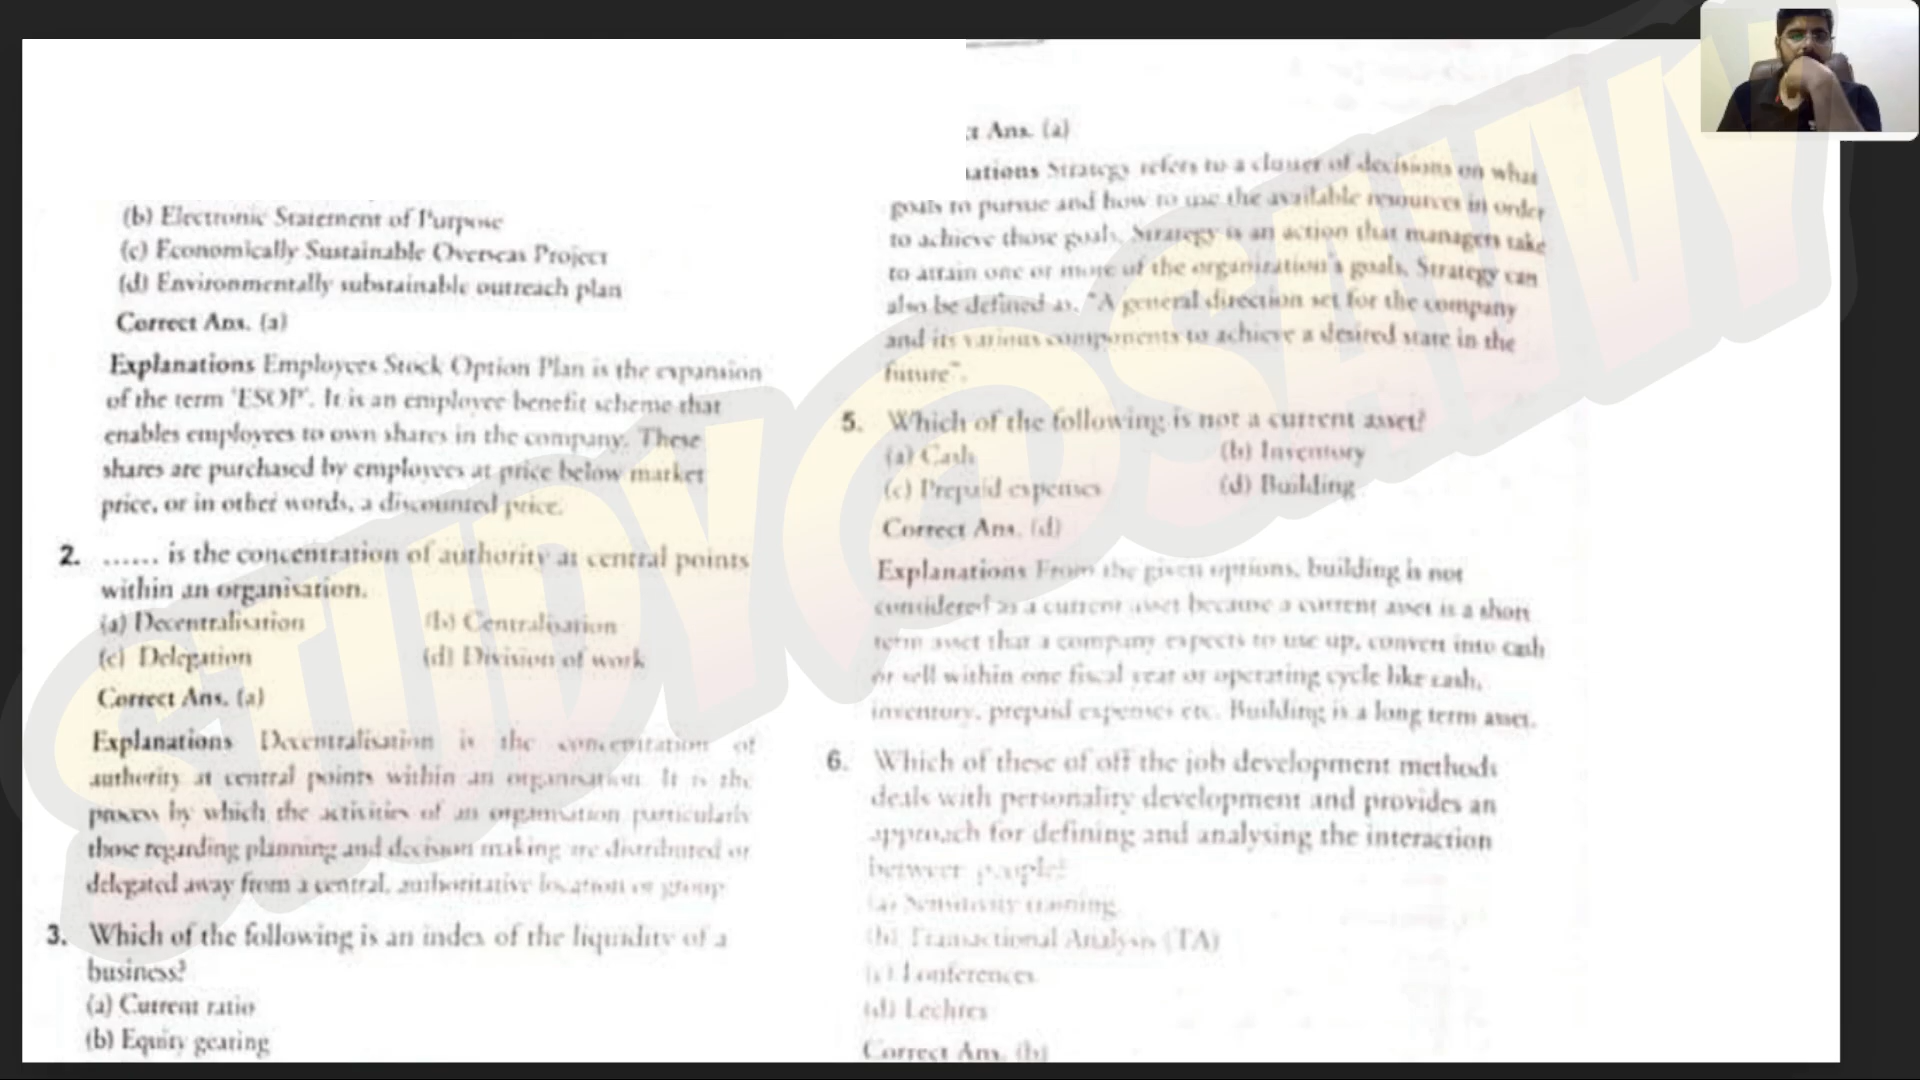 (b) Electronic Statement of Purpose
(c) Economically Sustainable Overseas Project
(d) Environmentally substainable outreach plan
Correct Ans. (a)
Explanations Employees Stock Option Plan is the expansion
of the term 'ESOP'. It is an employee benefit scheme that
enables employees to own shares in the company. These
shares are purchased by employees at price below market
price, or in other words, a discounted price.
2. ...... is the concentration of authority at central points
within an organisation.
(a) Decentralisation (b) Centralisation
(c) Delegation (d) Division of work
Correct Ans. (a)
Explanations Decentralisation is the concentration of
authority at central points within an organisation. It is the
process by which the activities of an organisation particularly
those regarding planning and decision making are distributed or
delegated away from a central, authoritative location or group
3. Which of the following is an index of the liquidity of a
business?
(a) Current ratio
(b) Equity gearing
t Ans. (a)
nations Strategy refers to a cluster of decisions on what
goals to pursue and how to use the available resources in order
to achieve those goals. Strategy is an action that managers take
to attain one or more of the organization's goals. Strategy can
also be defined as, "A general direction set for the company
and its various components to achieve a desired state in the
future".
5. Which of the following is not a current asset?
(a) Cash (b) Inventory
(c) Prepaid expenses (d) Building
Correct Ans. (d)
Explanations From the given options, building is not
considered as a current asset because a current asset is a short
term asset that a company expects to use up, convert into cash
or sell within one fiscal year or operating cycle like cash,
inventory, prepaid expenses etc. Building is a long term asset.
6. Which of these of off the job development methods
deals with personality development and provides an
approach for defining and analysing the interaction
between people?
(a) Sensitivity training
(b) Transactional Analysis (TA)
(c) Conferences
(d) Lechres
Correct Ans. (b)
STUDY@SAVVY